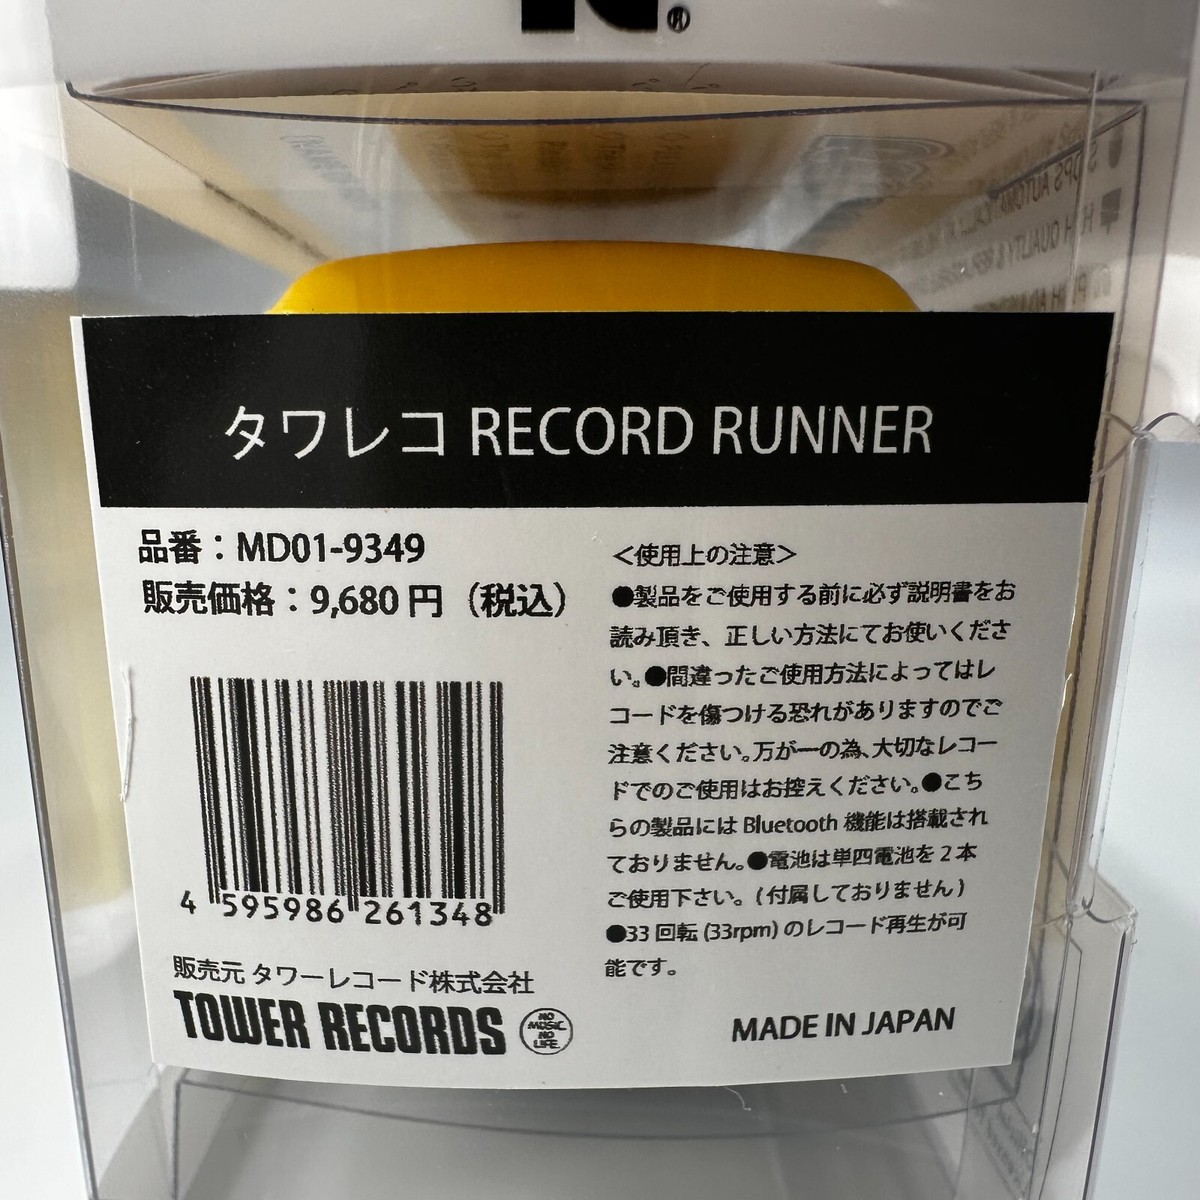 ®
タワレコ RECORD RUNNER
品番：MD01-9349
販売価格：9,680 円（税込）
4 595986 261348
販売元 タワーレコード株式会社
TOWER RECORDS
NO
MUSIC
NO
LIFE.
＜使用上の注意＞
●製品をご使用する前に必ず説明書をお
読み頂き、正しい方法にてお使いくださ
い。●間違ったご使用方法によってはレ
コードを傷つける恐れがありますのでご
注意ください。万が一の為、大切なレコー
ドでのご使用はお控えください。●こち
らの製品には Bluetooth 機能は搭載され
ておりません。●電池は単四電池を 2 本
ご使用下さい。(付属しておりません)
●33 回転 (33rpm) のレコード再生が可
能です。
MADE IN JAPAN